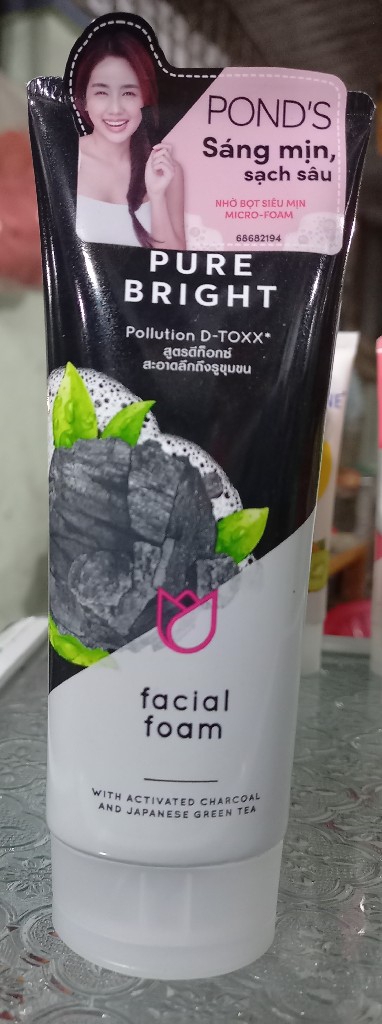 POND'S
Sáng mịn,
sạch sâu
NHỜ BỌT SIÊU MỊN
MICRO-FOAM
68682194
PURE
BRIGHT
Pollution D-TOXX*
สูตรดีท็อกซ์
สะอาดลึกถึงรูขุมขน
facial
foam
WITH ACTIVATED CHARCOAL
AND JAPANESE GREEN TEA